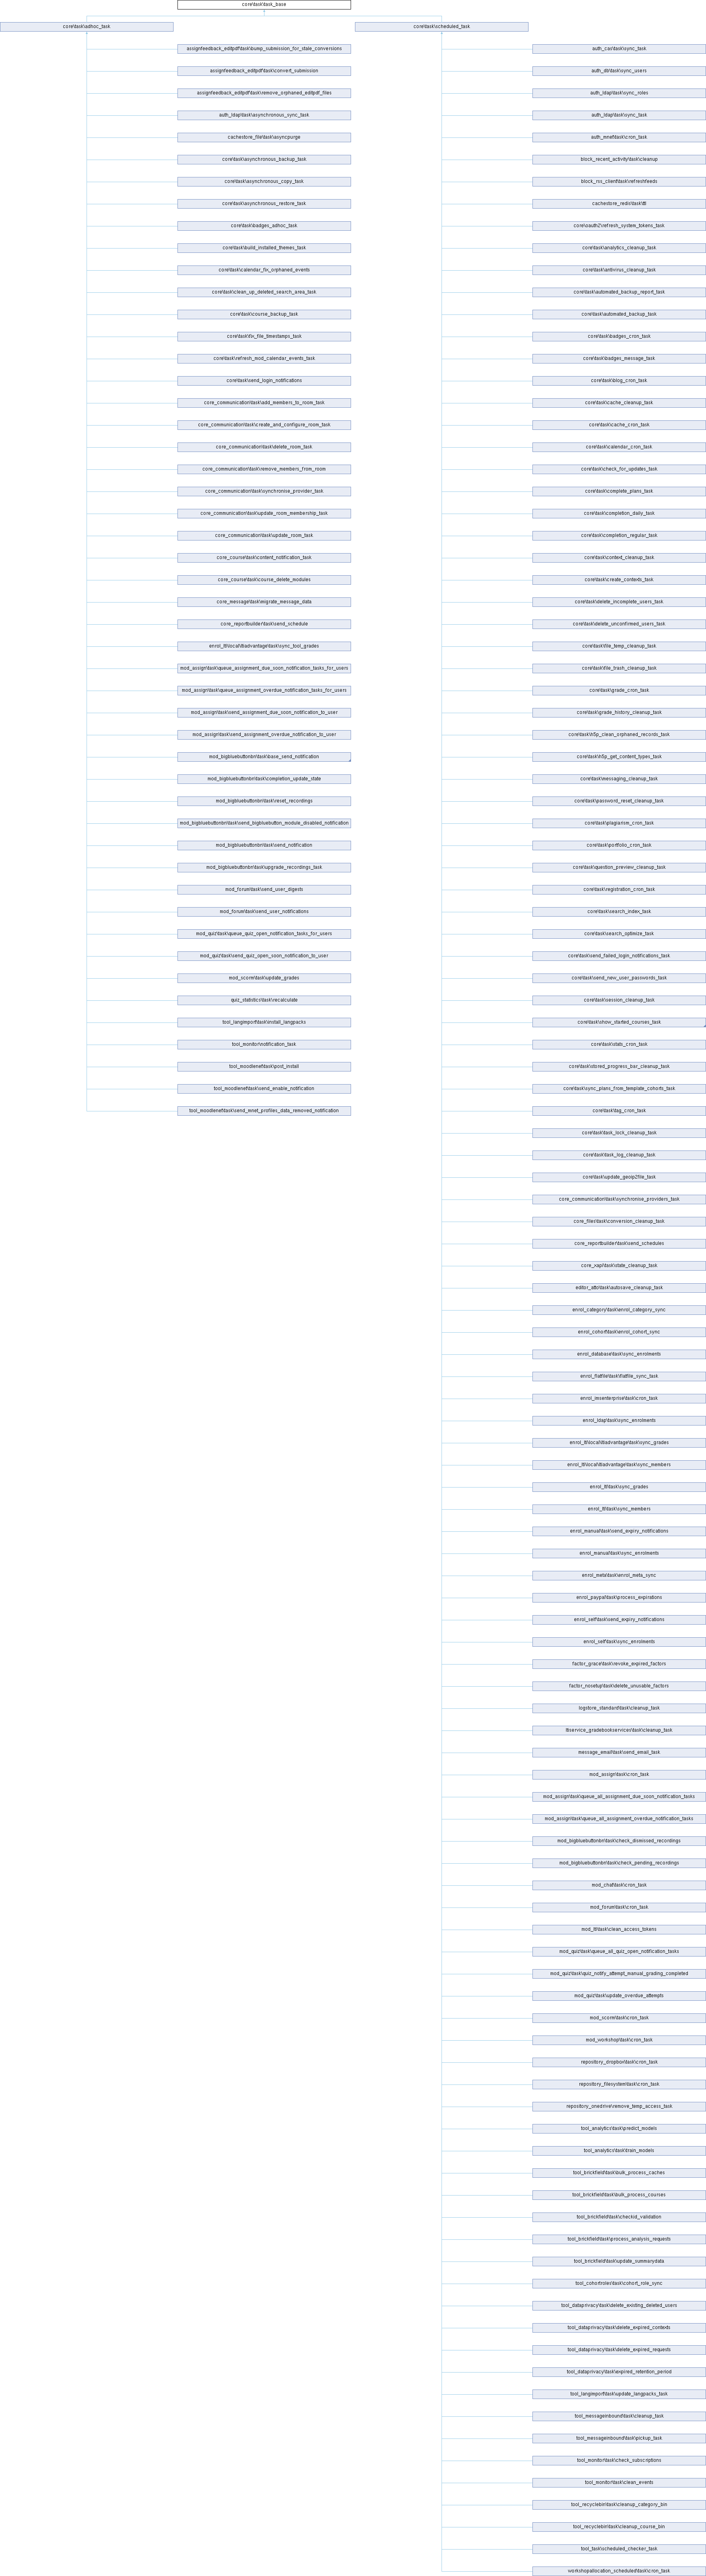 core\task\task_base
core\task\adhoc_task
core\task\scheduled_task
assignfeedback_editpdf\task\bump_submission_for_stale_conversions
assignfeedback_editpdf\task\convert_submission
assignfeedback_editpdf\task\remove_orphaned_editpdf_files
auth_ldap\task\asynchronous_sync_task
cachestore_file\task\asyncpurge
core\task\asynchronous_backup_task
core\task\asynchronous_copy_task
core\task\asynchronous_restore_task
core\task\badges_adhoc_task
core\task\build_installed_themes_task
core\task\calendar_fix_orphaned_events
core\task\clean_up_deleted_search_area_task
core\task\course_backup_task
core\task\fix_file_timestamps_task
core\task\refresh_mod_calendar_events_task
core\task\send_login_notifications
core_communication\task\add_members_to_room_task
core_communication\task\create_and_configure_room_task
core_communication\task\delete_room_task
core_communication\task\remove_members_from_room
core_communication\task\synchronise_provider_task
core_communication\task\update_room_membership_task
core_communication\task\update_room_task
core_course\task\content_notification_task
core_course\task\course_delete_modules
core_message\task\migrate_message_data
core_reportbuilder\task\send_schedule
enrol_lti\local\ltiadvantage\task\sync_tool_grades
mod_assign\task\queue_assignment_due_soon_notification_tasks_for_users
mod_assign\task\queue_assignment_overdue_notification_tasks_for_users
mod_assign\task\send_assignment_due_soon_notification_to_user
mod_assign\task\send_assignment_overdue_notification_to_user
mod_bigbluebuttonbn\task\base_send_notification
mod_bigbluebuttonbn\task\completion_update_state
mod_bigbluebuttonbn\task\reset_recordings
mod_bigbluebuttonbn\task\send_bigbluebutton_module_disabled_notification
mod_bigbluebuttonbn\task\send_notification
mod_bigbluebuttonbn\task\upgrade_recordings_task
mod_forum\task\send_user_digests
mod_forum\task\send_user_notifications
mod_quiz\task\queue_quiz_open_notification_tasks_for_users
mod_quiz\task\send_quiz_open_soon_notification_to_user
mod_scorm\task\update_grades
quiz_statistics\task\recalculate
tool_langimport\task\install_langpacks
tool_monitor\notification_task
tool_moodlenet\task\post_install
tool_moodlenet\task\send_enable_notification
tool_moodlenet\task\send_mnet_profiles_data_removed_notification
auth_cas\task\sync_task
auth_db\task\sync_users
auth_ldap\task\sync_roles
auth_ldap\task\sync_task
auth_mnet\task\cron_task
block_recent_activity\task\cleanup
block_rss_client\task\refreshfeeds
cachestore_redis\task\ttl
core\oauth2\refresh_system_tokens_task
core\task\analytics_cleanup_task
core\task\antivirus_cleanup_task
core\task\automated_backup_report_task
core\task\automated_backup_task
core\task\badges_cron_task
core\task\badges_message_task
core\task\blog_cron_task
core\task\cache_cleanup_task
core\task\cache_cron_task
core\task\calendar_cron_task
core\task\check_for_updates_task
core\task\complete_plans_task
core\task\completion_daily_task
core\task\completion_regular_task
core\task\context_cleanup_task
core\task\create_contexts_task
core\task\delete_incomplete_users_task
core\task\delete_unconfirmed_users_task
core\task\file_temp_cleanup_task
core\task\file_trash_cleanup_task
core\task\grade_cron_task
core\task\grade_history_cleanup_task
core\task\h5p_clean_orphaned_records_task
core\task\h5p_get_content_types_task
core\task\messaging_cleanup_task
core\task\password_reset_cleanup_task
core\task\plagiarism_cron_task
core\task\portfolio_cron_task
core\task\question_preview_cleanup_task
core\task\registration_cron_task
core\task\search_index_task
core\task\search_optimize_task
core\task\send_failed_login_notifications_task
core\task\send_new_user_passwords_task
core\task\session_cleanup_task
core\task\show_started_courses_task
core\task\stats_cron_task
core\task\stored_progress_bar_cleanup_task
core\task\sync_plans_from_template_cohorts_task
core\task\tag_cron_task
core\task\task_lock_cleanup_task
core\task\task_log_cleanup_task
core\task\update_geoip2file_task
core_communication\task\synchronise_providers_task
core_files\task\conversion_cleanup_task
core_reportbuilder\task\send_schedules
core_xapi\task\state_cleanup_task
editor_atto\task\autosave_cleanup_task
enrol_category\task\enrol_category_sync
enrol_cohort\task\enrol_cohort_sync
enrol_database\task\sync_enrolments
enrol_flatfile\task\flatfile_sync_task
enrol_imsenterprise\task\cron_task
enrol_ldap\task\sync_enrolments
enrol_lti\local\ltiadvantage\task\sync_grades
enrol_lti\local\ltiadvantage\task\sync_members
enrol_lti\task\sync_grades
enrol_lti\task\sync_members
enrol_manual\task\send_expiry_notifications
enrol_manual\task\sync_enrolments
enrol_meta\task\enrol_meta_sync
enrol_paypal\task\process_expirations
enrol_self\task\send_expiry_notifications
enrol_self\task\sync_enrolments
factor_grace\task\revoke_expired_factors
factor_nosetup\task\delete_unusable_factors
logstore_standard\task\cleanup_task
ltiservice_gradebookservices\task\cleanup_task
message_email\task\send_email_task
mod_assign\task\cron_task
mod_assign\task\queue_all_assignment_due_soon_notification_tasks
mod_assign\task\queue_all_assignment_overdue_notification_tasks
mod_bigbluebuttonbn\task\check_dismissed_recordings
mod_bigbluebuttonbn\task\check_pending_recordings
mod_chat\task\cron_task
mod_forum\task\cron_task
mod_lti\task\clean_access_tokens
mod_quiz\task\queue_all_quiz_open_notification_tasks
mod_quiz\task\quiz_notify_attempt_manual_grading_completed
mod_quiz\task\update_overdue_attempts
mod_scorm\task\cron_task
mod_workshop\task\cron_task
repository_dropbox\task\cron_task
repository_filesystem\task\cron_task
repository_onedrive\remove_temp_access_task
tool_analytics\task\predict_models
tool_analytics\task\train_models
tool_brickfield\task\bulk_process_caches
tool_brickfield\task\bulk_process_courses
tool_brickfield\task\checkid_validation
tool_brickfield\task\process_analysis_requests
tool_brickfield\task\update_summarydata
tool_cohortroles\task\cohort_role_sync
tool_dataprivacy\task\delete_existing_deleted_users
tool_dataprivacy\task\delete_expired_contexts
tool_dataprivacy\task\delete_expired_requests
tool_dataprivacy\task\expired_retention_period
tool_langimport\task\update_langpacks_task
tool_messageinbound\task\cleanup_task
tool_messageinbound\task\pickup_task
tool_monitor\task\check_subscriptions
tool_monitor\task\clean_events
tool_recyclebin\task\cleanup_category_bin
tool_recyclebin\task\cleanup_course_bin
tool_task\scheduled_checker_task
workshopallocation_scheduled\task\cron_task